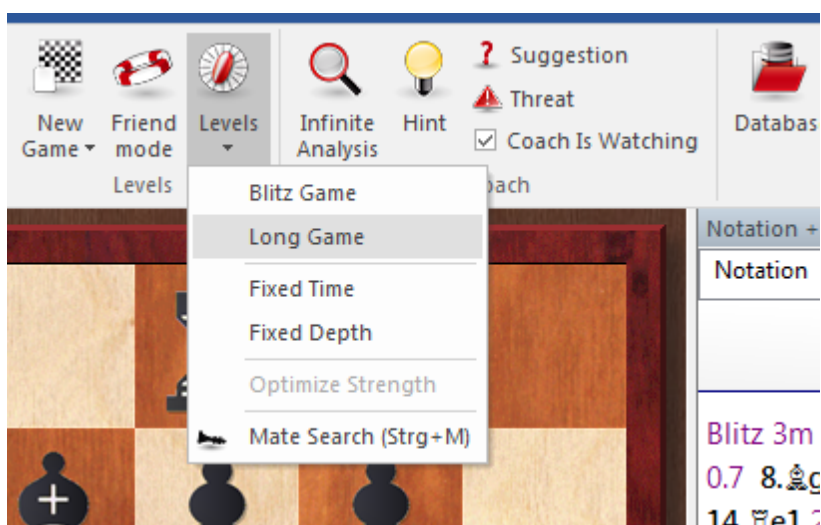 New Game
Friend mode
Levels
Infinite Analysis
Hint
Suggestion
Threat
Coach Is Watching
Databas
Levels
ach
Blitz Game
Long Game
Fixed Time
Fixed Depth
Optimize Strength
Mate Search (Strg+M)
Notation +
Notation
Blitz 3m
0.7 8.♗g
14.♖e1